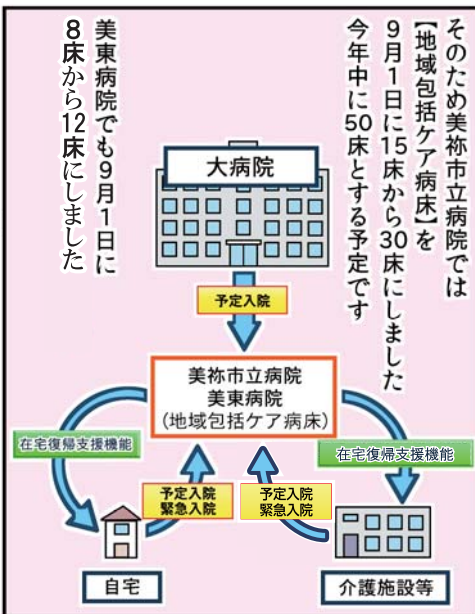 そのため美祢市立病院では
【地域包括ケア病床】を
9月1日に15床から30床にしました
今年中に50床とする予定です
美東病院でも9月1日に
8床から12床にしました
大病院
予定入院
美祢市立病院
美東病院
(地域包括ケア病床)
在宅復帰支援機能
在宅復帰支援機能
予定入院
緊急入院
予定入院
緊急入院
自宅
介護施設等